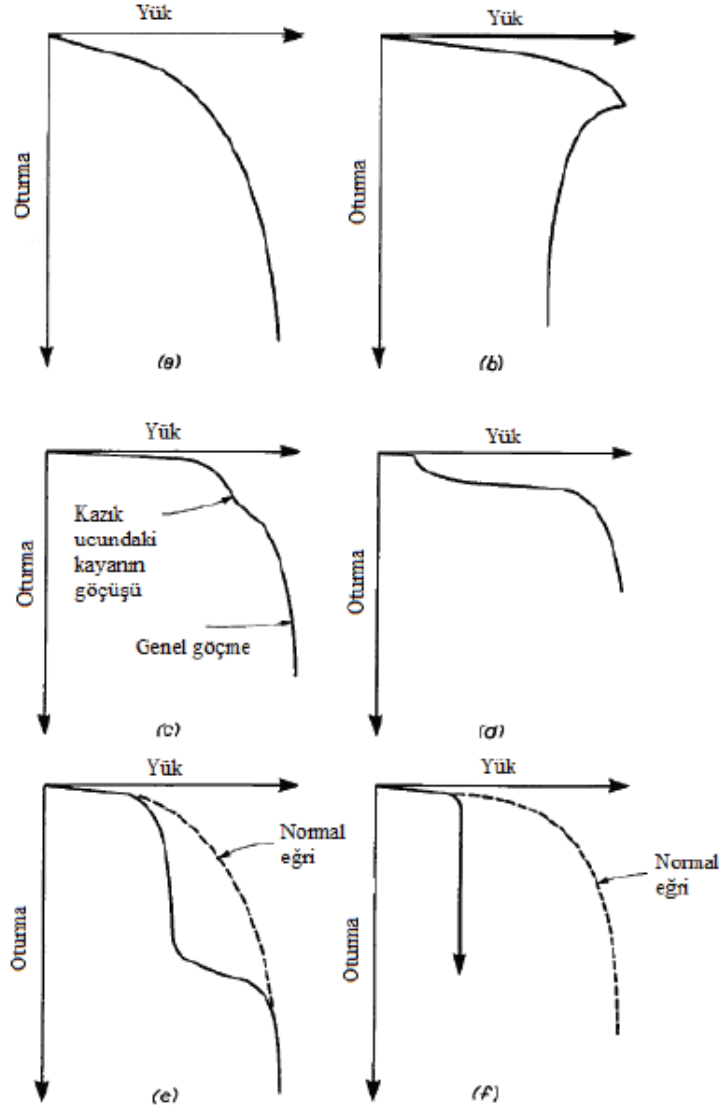 Yük
Oturma
(a)
Yük
Oturma
(b)
Yük
Kazık
ucundaki
kayanın
göçüşü
Oturma
Genel göçme
(c)
Yük
Oturma
(d)
Yük
Normal
eğri
Oturma
(e)
Yük
Normal
eğri
Oturma
(f)